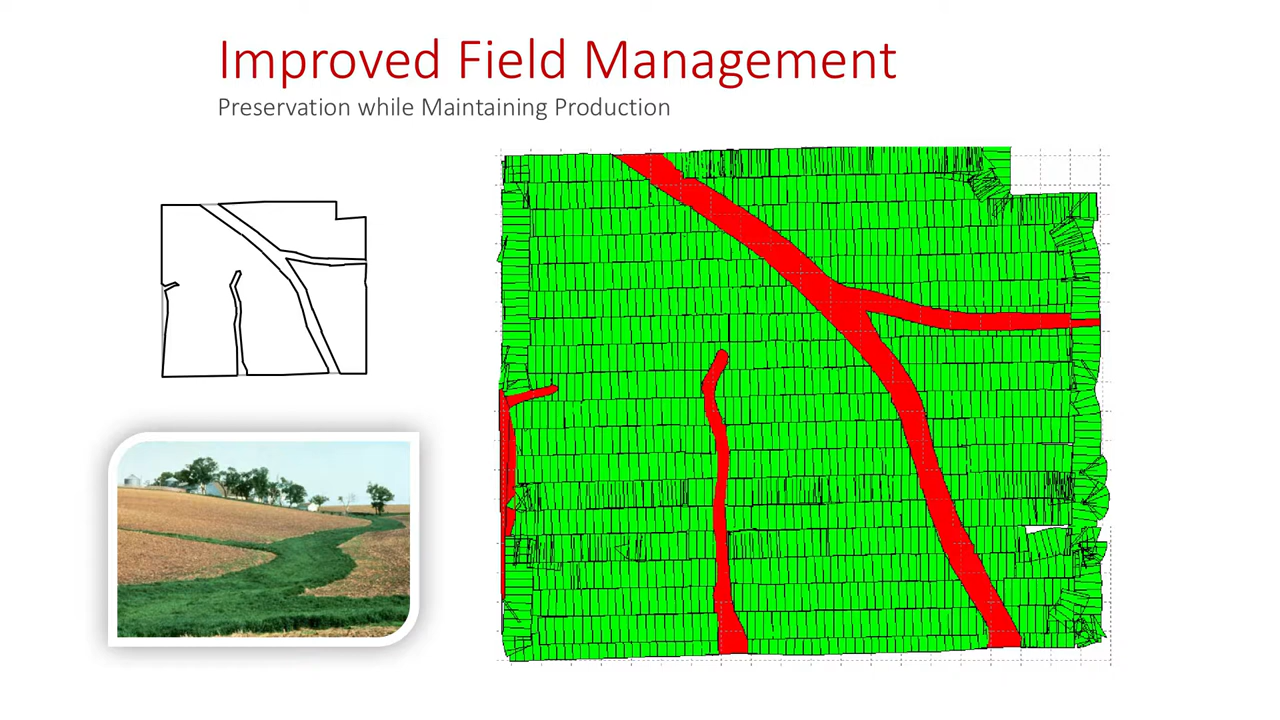 Improved Field Management
Preservation while Maintaining Production